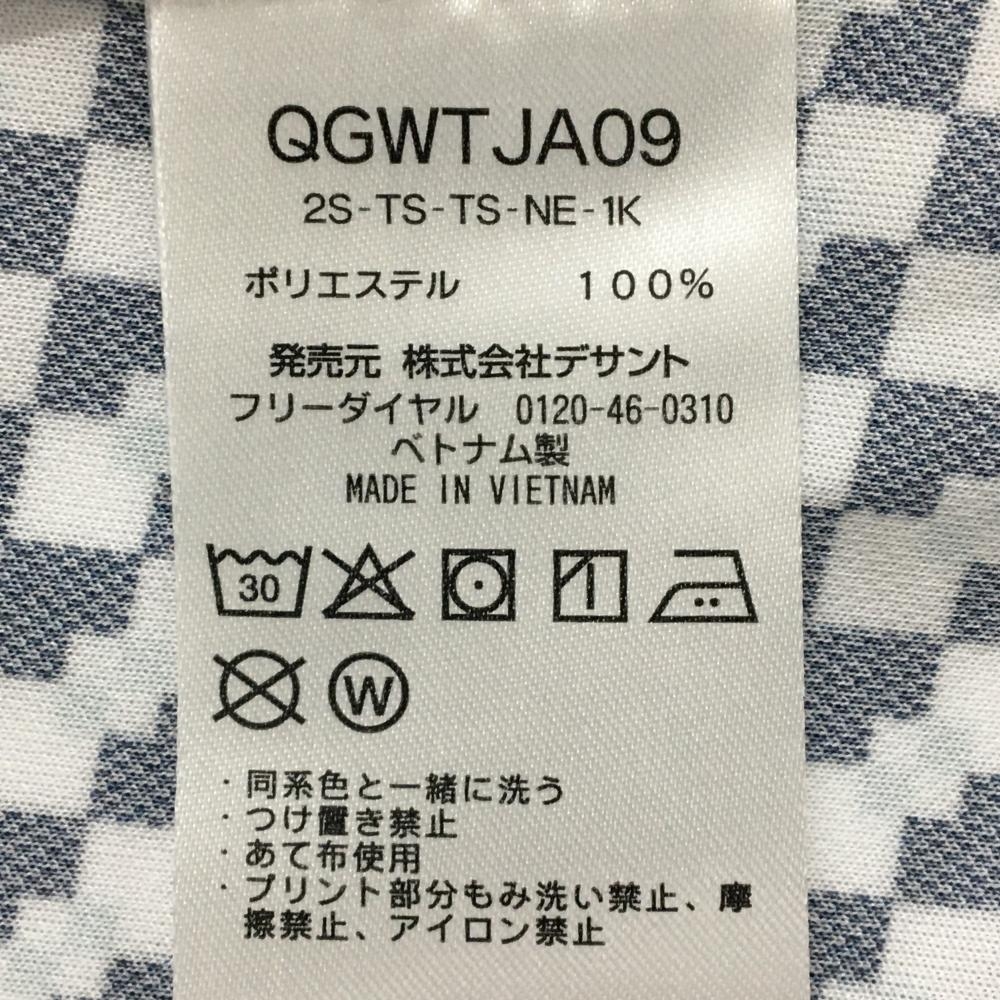 QGWTJA09
2S-TS-TS-NE-1K
ポリエステル　１００％
発売元 株式会社デサント
フリーダイヤル 0120-46-0310
ベトナム製
MADE IN VIETNAM
30
W
・同系色と一緒に洗う
・つけ置き禁止
・あて布使用
・プリント部分もみ洗い禁止、摩
擦禁止、アイロン禁止